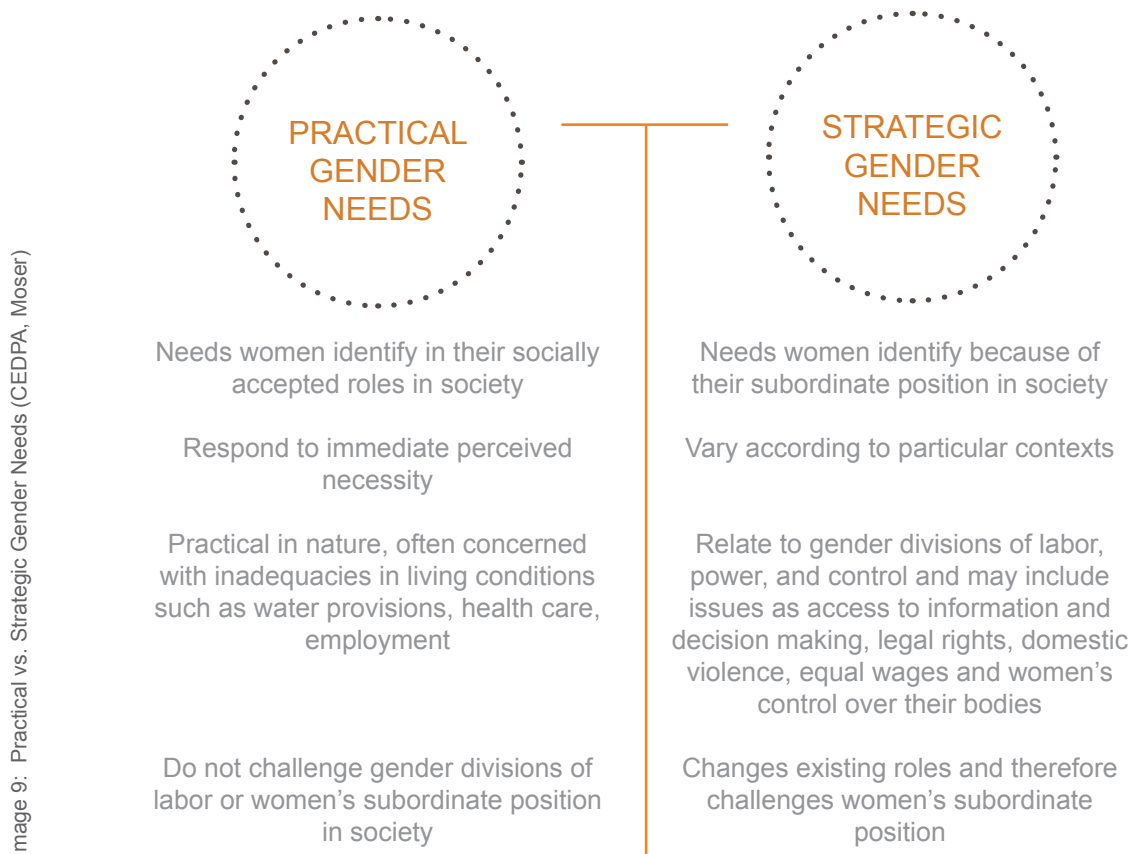 PRACTICAL
GENDER
NEEDS
Needs women identify in their socially
accepted roles in society
Respond to immediate perceived
necessity
Practical in nature, often concerned
with inadequacies in living conditions
such as water provisions, health care,
employment
Do not challenge gender divisions of
labor or women’s subordinate position
in society
STRATEGIC
GENDER
NEEDS
Needs women identify because of
their subordinate position in society
Vary according to particular contexts
Relate to gender divisions of labor,
power, and control and may include
issues as access to information and
decision making, legal rights, domestic
violence, equal wages and women’s
control over their bodies
Changes existing roles and therefore
challenges women’s subordinate
position
mage 9: Practical vs. Strategic Gender Needs (CEDPA, Moser)